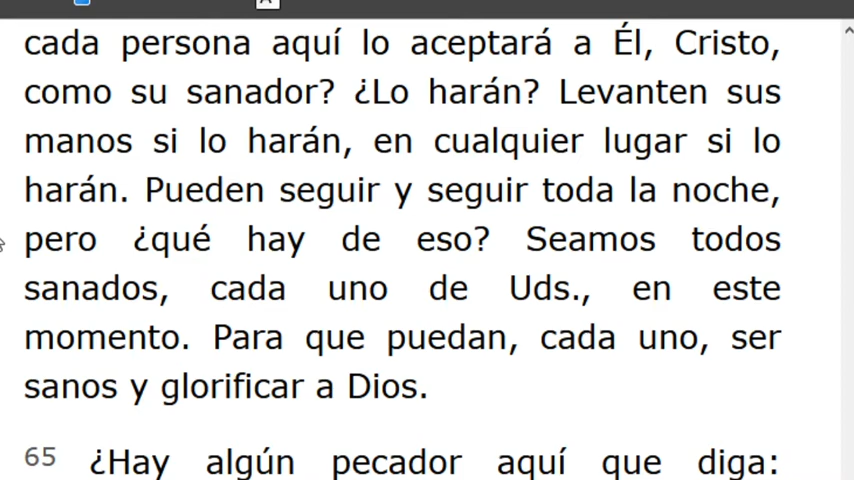 cada persona aquí lo aceptará a Él, Cristo,
como su sanador? ¿Lo harán? Levanten sus
manos si lo harán, en cualquier lugar si lo
harán. Pueden seguir y seguir toda la noche,
pero ¿qué hay de eso? Seamos todos
sanados, cada uno de Uds., en este
momento. Para que puedan, cada uno, ser
sanos y glorificar a Dios.
65 ¿Hay algún pecador aquí que diga: